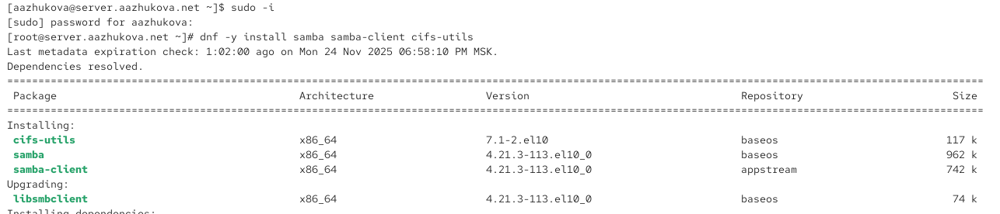 [aazhukova@server.aazhukova.net ~]$ sudo -i
[sudo] password for aazhukova:
[root@server.aazhukova.net ~]# dnf -y install samba samba-client cifs-utils
Last metadata expiration check: 1:02:00 ago on Mon 24 Nov 2025 06:58:10 PM MSK.
Dependencies resolved.
Package Architecture Version Repository Size
Installing:
cifs-utils x86_64 7.1-2.el10 baseos 117 k
samba x86_64 4.21.3-113.el10_0 baseos 962 k
samba-client x86_64 4.21.3-113.el10_0 appstream 742 k
Upgrading:
libsmbclient x86_64 4.21.3-113.el10_0 baseos 74 k
Installing dependencies: